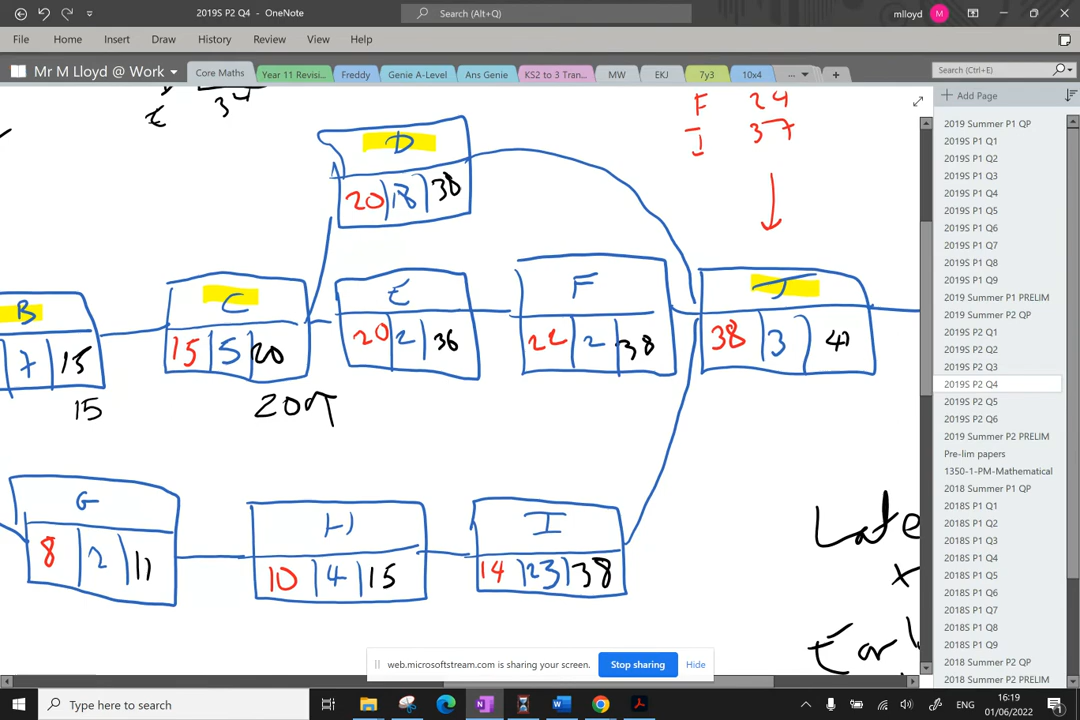 2019S P2 Q4 - OneNote
Search (Alt+Q)
mlloyd
M
File Home Insert Draw History Review View Help
Mr M Lloyd @ Work
Core Maths
Year 11 Revisi...
Freddy
Genie A-Level
Ans Genie
KS2 to 3 Tran...
MW
EKJ
7y3
10x4
...
Search (Ctrl+E)
Add Page
2019 Summer P1 QP
2019S P1 Q1
2019S P1 Q2
2019S P1 Q3
2019S P1 Q4
2019S P1 Q5
2019S P1 Q6
2019S P1 Q7
2019S P1 Q8
2019S P1 Q9
2019 Summer P1 PRELIM
2019 Summer P2 QP
2019S P2 Q1
2019S P2 Q2
2019S P2 Q3
2019S P2 Q4
2019S P2 Q5
2019S P2 Q6
2019 Summer P2 PRELIM
Pre-lim papers
1350-1-PM-Mathematical
2018 Summer P1 QP
2018S P1 Q1
2018S P1 Q2
2018S P1 Q3
2018S P1 Q4
2018S P1 Q5
2018S P1 Q6
2018S P1 Q7
2018S P1 Q8
2018S P1 Q9
2018 Summer P2 QP
2018S P2 PRELIM
E 34
F 24
I 37
D
20 18 38
B
7 15
15
C
15 5 20
20
E
20 2 36
F
22 2 38
J
38 3 41
G
8 2 11
H
10 4 15
I
14 23 38
Late
x
Ear
web.microsoftstream.com is sharing your screen.
Stop sharing
Hide
Type here to search
ENG
16:19
01/06/2022